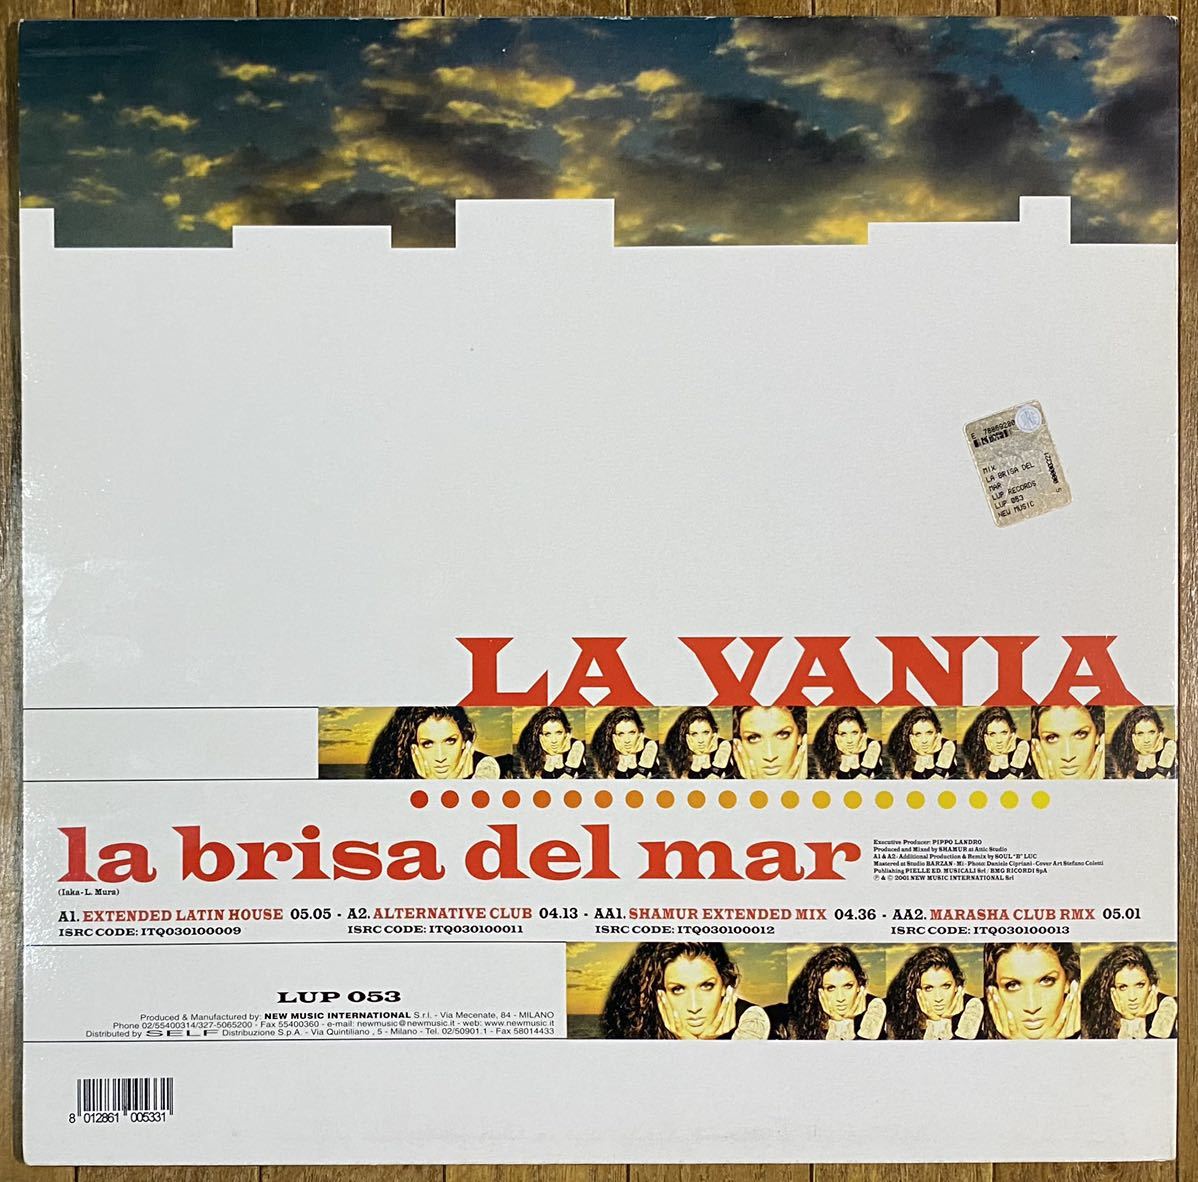 E 78869200
MIX
LA BRISA DEL
MAR
LUP RECORDS
LUP 053
NEW MUSIC
LA VANIA
la brisa del mar
(Iaka-L. Mura)
Executive Producer: PIPPO LANDRO
Produced and Mixed by SHAMUR at Attic Studio
A1 & A2 - Additional Production & Remix by SOUL "B" LUC
Mastered at Studio BARZAN - Mi - Photo: Daniele Cipriani - Cover Art Stefano Coletti
Publishing PIELLE ED. MUSICALI Srl / BMG RICORDI SpA
℗ & © 2001 NEW MUSIC INTERNATIONAL Srl
A1. EXTENDED LATIN HOUSE 05.05 - A2. ALTERNATIVE CLUB 04.13 - AA1. SHAMUR EXTENDED MIX 04.36 - AA2. MARASHA CLUB RMX 05.01
ISRC CODE: ITQ030100009 ISRC CODE: ITQ030100011 ISRC CODE: ITQ030100012 ISRC CODE: ITQ030100013
LUP 053
Produced & Manufactured by: NEW MUSIC INTERNATIONAL S.r.l. - Via Mecenate, 84 - MILANO
Phone 02/55400314/327-5065200 - Fax 55400360 - e-mail: newmusic@newmusic.it - web: www.newmusic.it
Distributed by SELF Distribuzione S.p.A. - Via Quintiliano, 5 - Milano - Tel. 02/50901.1 - Fax 58014433
8 012861 005331